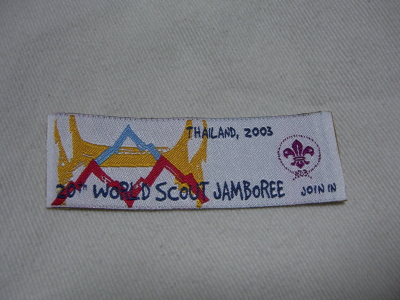 THAILAND, 2003
20TH WORLD SCOUT JAMBOREE
JOIN IN